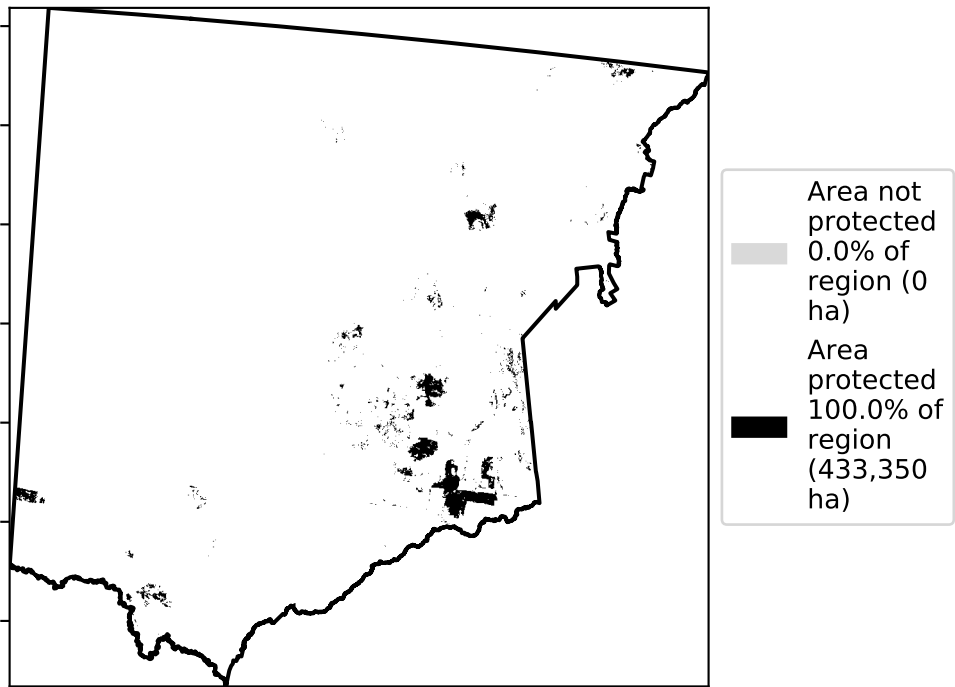 Area not
protected
0.0% of
region (0
ha)
Area
protected
100.0% of
region
(433,350
ha)